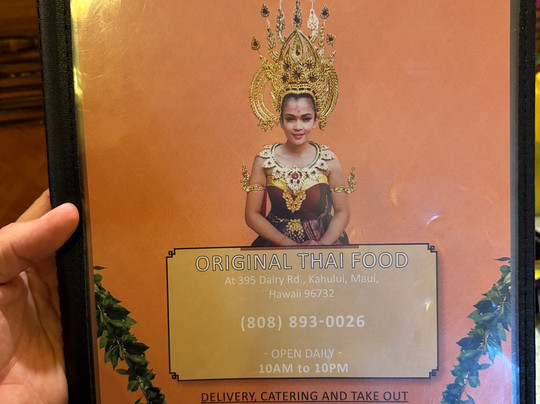 ORIGINAL THAI FOOD
At 395 Dairy Rd., Kahului, Maui,
Hawaii 96732
(808) 893-0026
- OPEN DAILY -
10AM to 10PM
DELIVERY, CATERING AND TAKE OUT